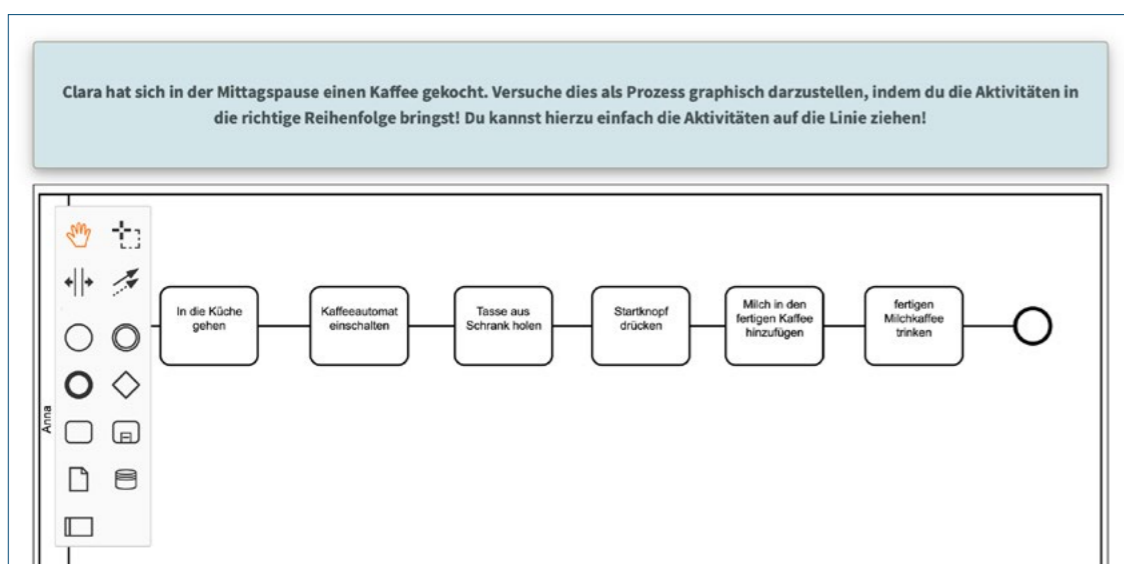 Clara hat sich in der Mittagspause einen Kaffee gekocht. Versuche dies als Prozess graphisch darzustellen, indem du die Aktivitäten in
die richtige Reihenfolge bringst! Du kannst hierzu einfach die Aktivitäten auf die Linie ziehen!
In die Küche
gehen
Kaffeeautomat
einschalten
Tasse aus
Schrank holen
Startknopf
drücken
Milch in den
fertigen Kaffee
hinzufügen
fertigen
Milchkaffee
trinken
Anna